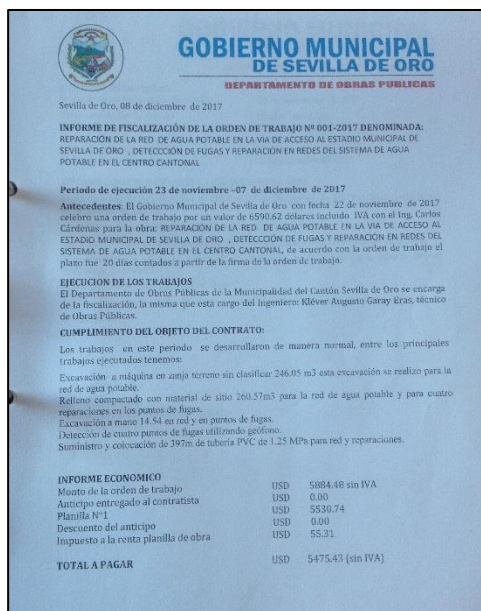 GOBIERNO MUNICIPAL
DE SEVILLA DE ORO
DEPARTAMENTO DE OBRAS PUBLICAS
Sevilla de Oro, 08 de diciembre de 2017
INFORME DE FISCALIZACIÓN DE LA ORDEN DE TRABAJO Nº 001-2017 DENOMINADA:
REPARACIÓN DE LA RED DE AGUA POTABLE EN LA VIA DE ACCESO AL ESTADIO MUNICIPAL DE
SEVILLA DE ORO , DETECCCIÓN DE FUGAS Y REPARACIÓN EN REDES DEL SISTEMA DE AGUA
POTABLE EN EL CENTRO CANTONAL
Periodo de ejecución 23 de noviembre –07 de diciembre de 2017
Antecedentes: El Gobierno Municipal de Sevilla de Oro con fecha 22 de noviembre de 2017
celebro una orden de trabajo por un valor de 6590.62 dólares incluido IVA con el Ing. Carlos
Cárdenas para la obra: REPARACIÓN DE LA RED DE AGUA POTABLE EN LA VIA DE ACCESO AL
ESTADIO MUNICIPAL DE SEVILLA DE ORO , DETECCCIÓN DE FUGAS Y REPARACIÓN EN REDES DEL
SISTEMA DE AGUA POTABLE EN EL CENTRO CANTONAL, de acuerdo con la orden de trabajo el
plazo fue 20 días contados a partir de la firma de la orden de trabajo.
EJECUCION DE LOS TRABAJOS
El Departamento de Obras Públicas de la Municipalidad del Cantón Sevilla de Oro se encarga
de la fiscalización, la misma que esta cargo del Ingeniero: Kléver Augusto Garay Eras, técnico
de Obras Públicas.
CUMPLIMIENTO DEL OBJETO DEL CONTRATO:
Los trabajos en este periodo se desarrollaron de manera normal, entre los principales
trabajos ejecutados tenemos:
Excavación a máquina en zanja terreno sin clasificar 246.05 m3 esta excavación se realizo para la
red de agua potable.
Relleno compactado con material de sitio 260.57m3 para la red de agua potable y para cuatro
reparaciones en los puntos de fugas.
Excavación a mano 14.54 en red y en puntos de fugas.
Detección de cuatro puntos de fugas utilizando geófono.
Suministro y colocación de 397m de tubería PVC de 1.25 MPa para red y reparaciones.
INFORME ECONOMICO
Monto de la orden de trabajo USD 5884.48 sin IVA
Anticipo entregado al contratista USD 0.00
Planilla Nº1 USD 5530.74
Descuento del anticipo USD 0.00
Impuesto a la renta planilla de obra USD 55.31
TOTAL A PAGAR USD 5475.43 (sin IVA)